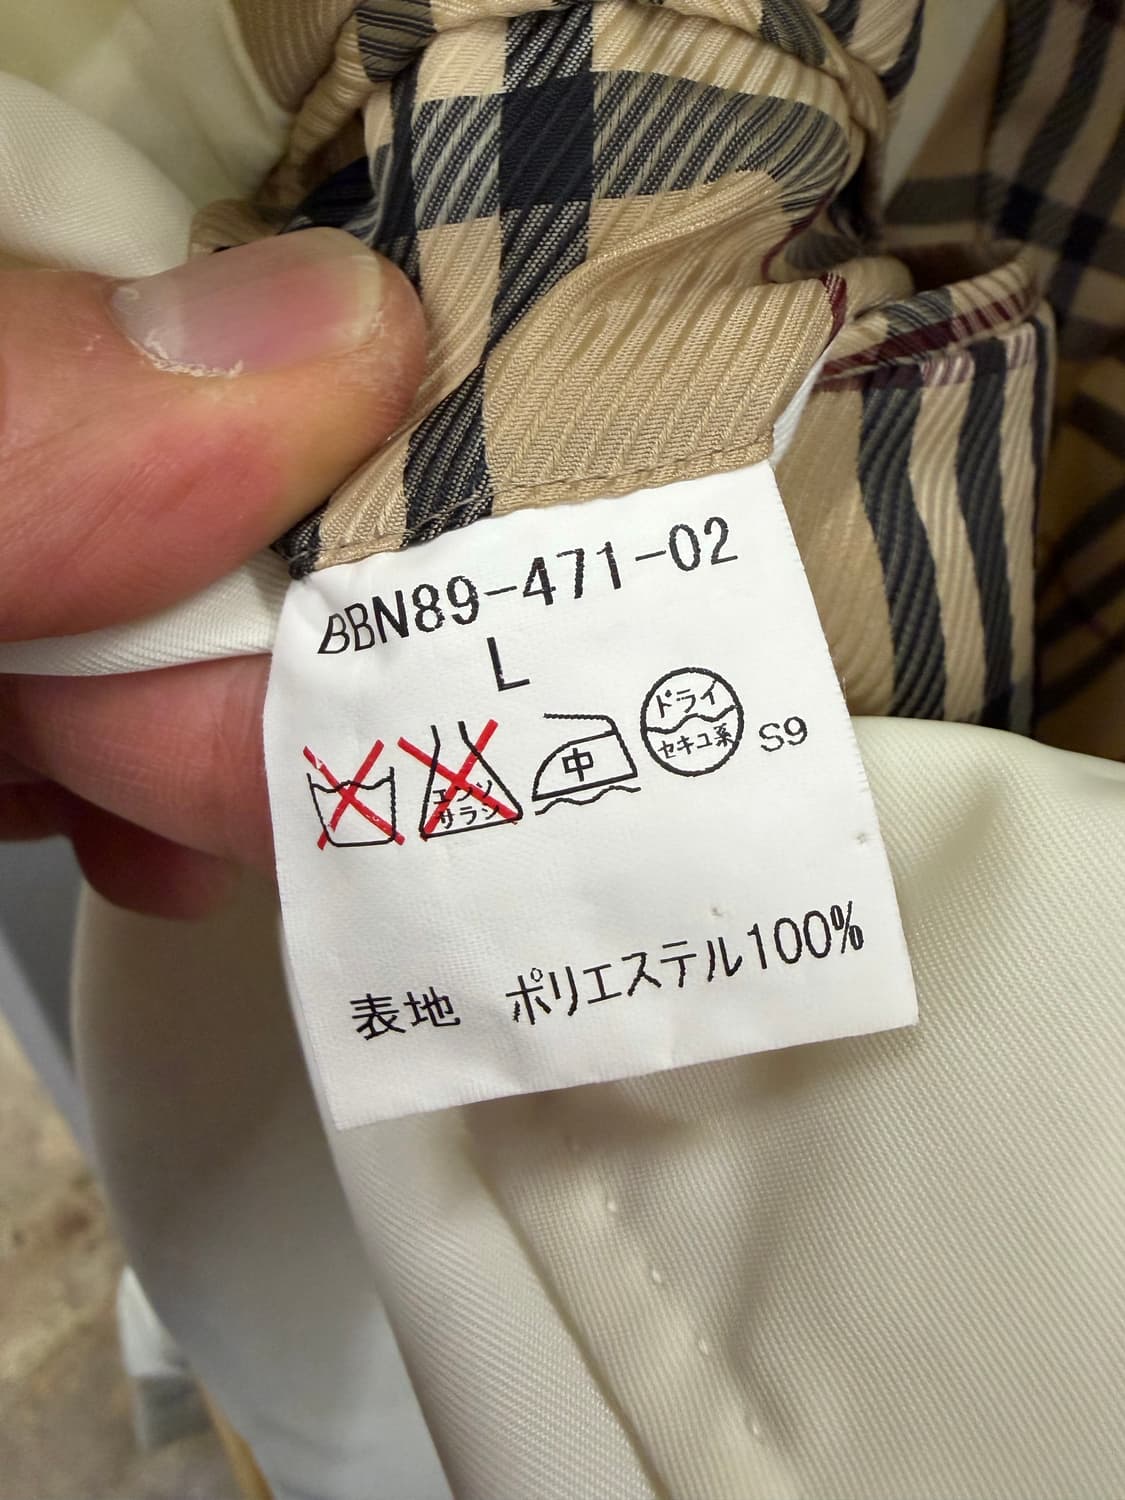 BBN89-471-02
L
エンソ
サラシ
中
ドライ
セキユ系
S9
表地 ポリエステル100%